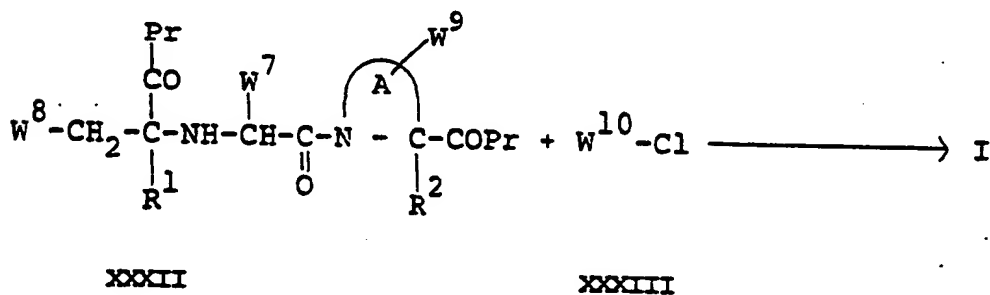 Pr
CO W⁷ A W⁹
W⁸-CH₂-C-NH-CH-C-N - C-COPr + W¹⁰-Cl → I
R¹ O R²
XXXII XXXIII